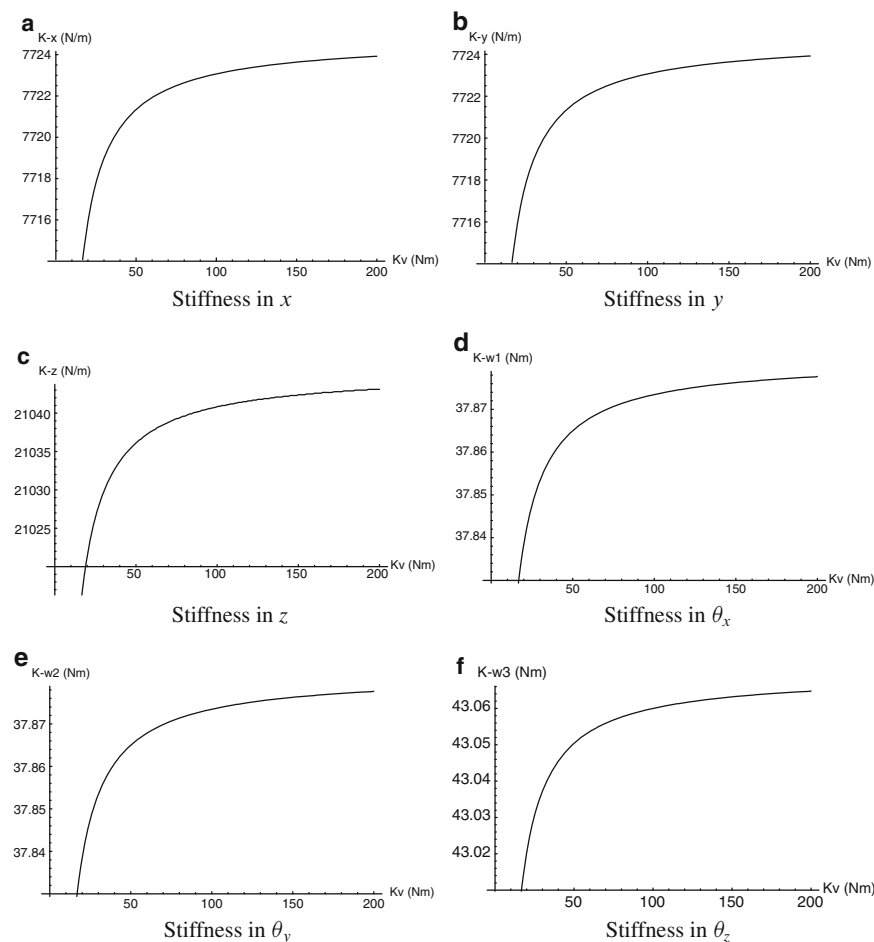 a
K-x (N/m)
7724
7722
7720
7718
7716
50 100 150 200
Kv (Nm)
Stiffness in x
b
K-y (N/m)
7724
7722
7720
7718
7716
50 100 150 200
Kv (Nm)
Stiffness in y
c
K-z (N/m)
21040
21035
21030
21025
50 100 150 200
Kv (Nm)
Stiffness in z
d
K-w1 (Nm)
37.87
37.86
37.85
37.84
50 100 150 200
Kv (Nm)
Stiffness in θx
e
K-w2 (Nm)
37.87
37.86
37.85
37.84
50 100 150 200
Kv (Nm)
Stiffness in θy
f
K-w3 (Nm)
43.06
43.05
43.04
43.03
43.02
50 100 150 200
Kv (Nm)
Stiffness in θz